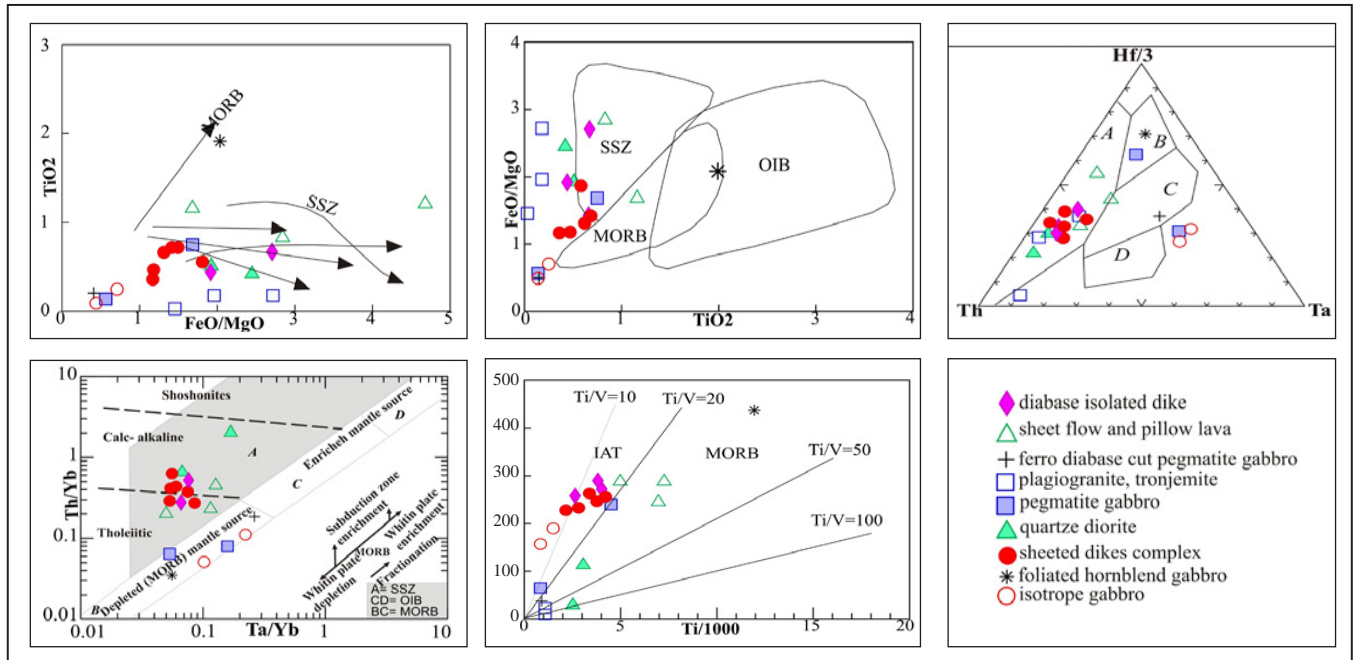 3
2
1
0
TiO2
MORB
SSZ
0
1
2
3
4
5
FeO/MgO
4
3
2
1
0
FeO/MgO
SSZ
OIB
MORB
0
1
2
3
4
TiO2
Hf/3
A
B
C
D
Th
Ta
10
1
0.1
0.01
Th/Yb
Shoshonites
Calc- alkaline
Tholeiitic
A
B
C
D
Enricheh mantle source
Depleted (MORB) mantle source
Subduction zone
enrichment
Whitin plate
enrichment
MORB
Whitin plate
depletion
Fractionation
A= SSZ
CD= OIB
BC= MORB
0.01
0.1
1
10
Ta/Yb
500
400
300
200
100
0
Ti/V=10
Ti/V=20
IAT
MORB
Ti/V=50
Ti/V=100
0
5
10
15
20
Ti/1000
diabase isolated dike
sheet flow and pillow lava
ferro diabase cut pegmatite gabbro
plagiogranite, tronjemite
pegmatite gabbro
quartze diorite
sheeted dikes complex
foliated hornblend gabbro
isotrope gabbro